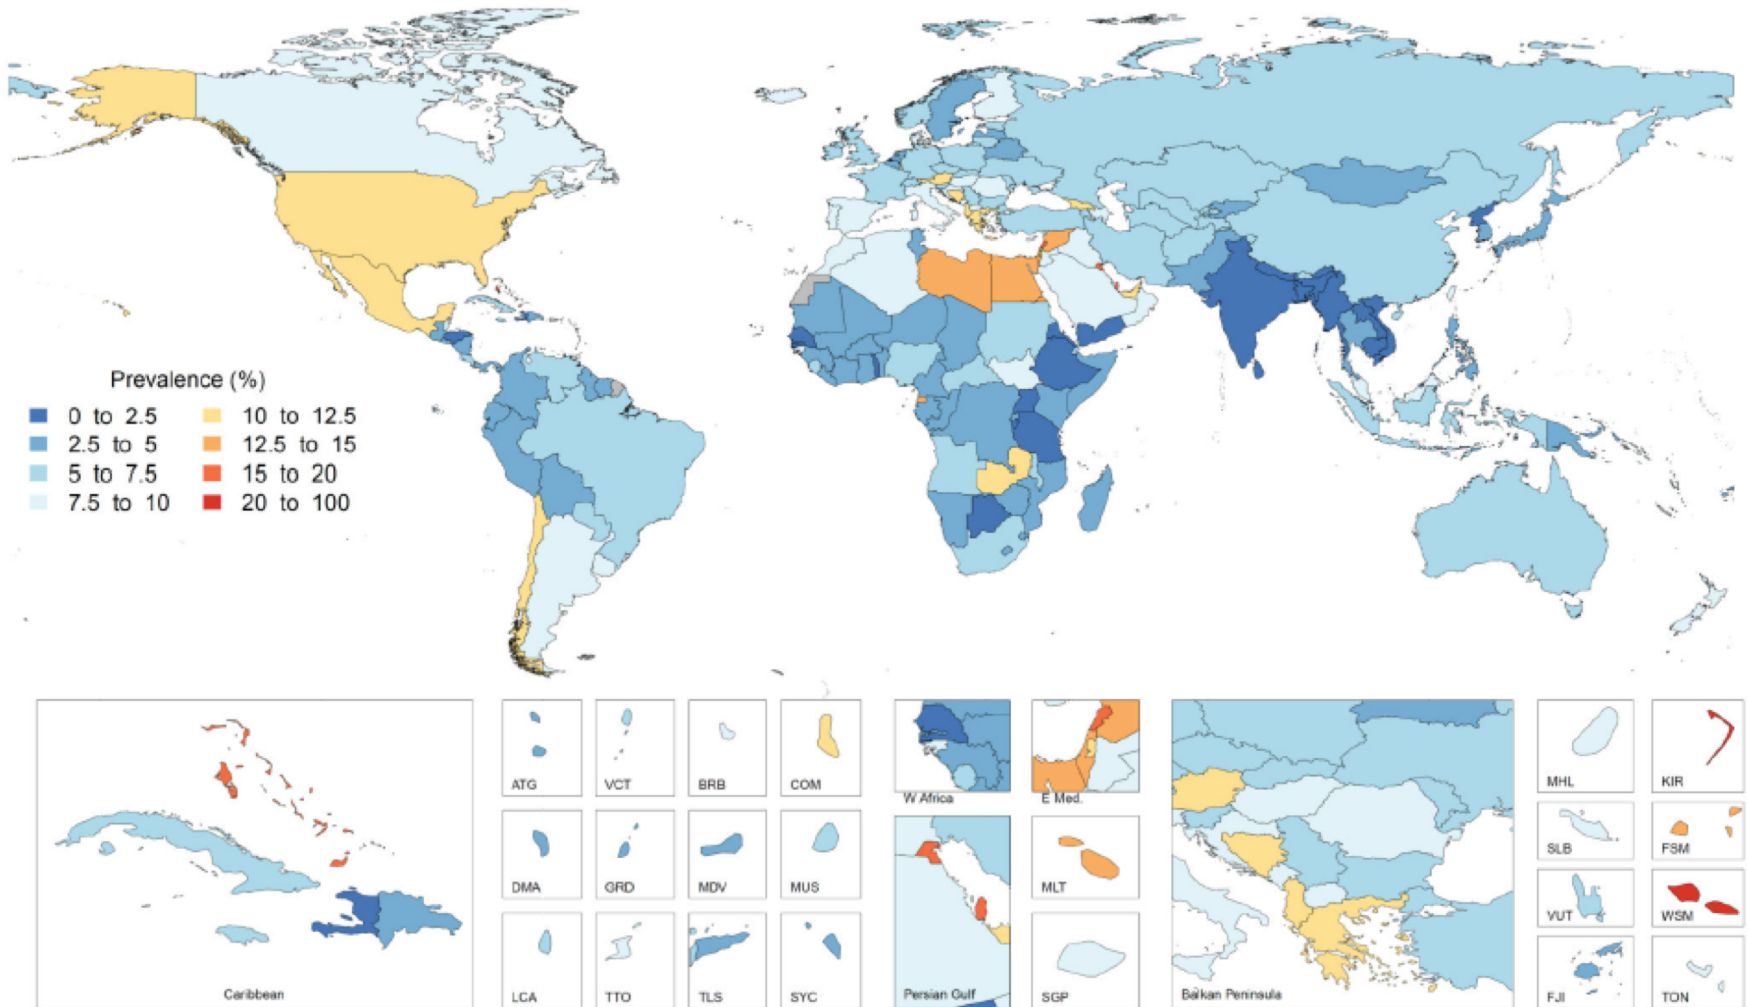 Prevalence (%)
0 to 2.5
10 to 12.5
2.5 to 5
12.5 to 15
5 to 7.5
15 to 20
7.5 to 10
20 to 100
ATG
VCT
BRB
COM
W Africa
E Med.
MHL
KIR
DMA
GRD
MDV
MUS
MLT
SLB
FSM
VUT
WSM
Caribbean
LCA
TTO
TLS
SYC
Persian Gulf
SGP
Balkan Peninsula
FJI
TON